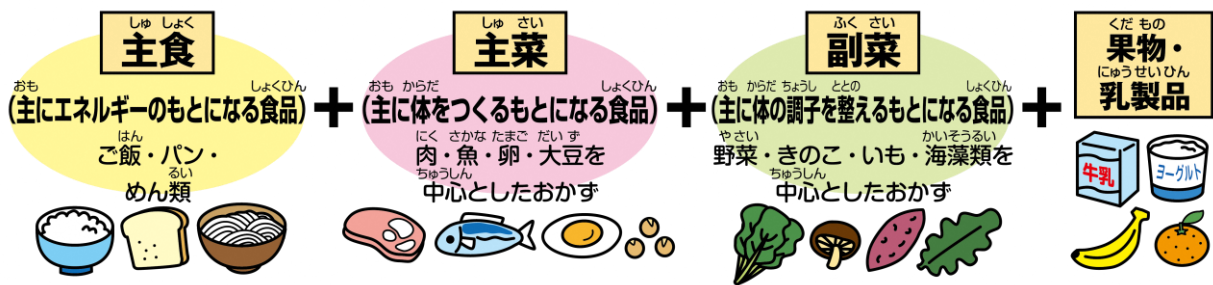 しゅ しょく
主食
おも しょくひん
(主にエネルギーのもとになる食品)
はん
ご飯・パン・
るい
めん類
+
しゅ さい
主菜
おも からだ しょくひん
(主に体をつくるもとになる食品)
にく さかな たまご だい ず
肉・魚・卵・大豆を
ちゅうしん
中心としたおかず
+
ふく さい
副菜
おも からだ ちょうし ととの しょくひん
(主に体の調子を整えるもとになる食品)
やさい かいそうるい
野菜・きのこ・いも・海藻類を
ちゅうしん
中心としたおかず
+
くだ もの
果物・
にゅうせいひん
乳製品
牛乳
ヨーグルト